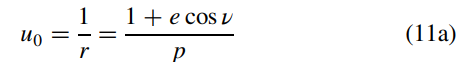 u₀ = 1/r = (1 + e cos ν)/p (11a)